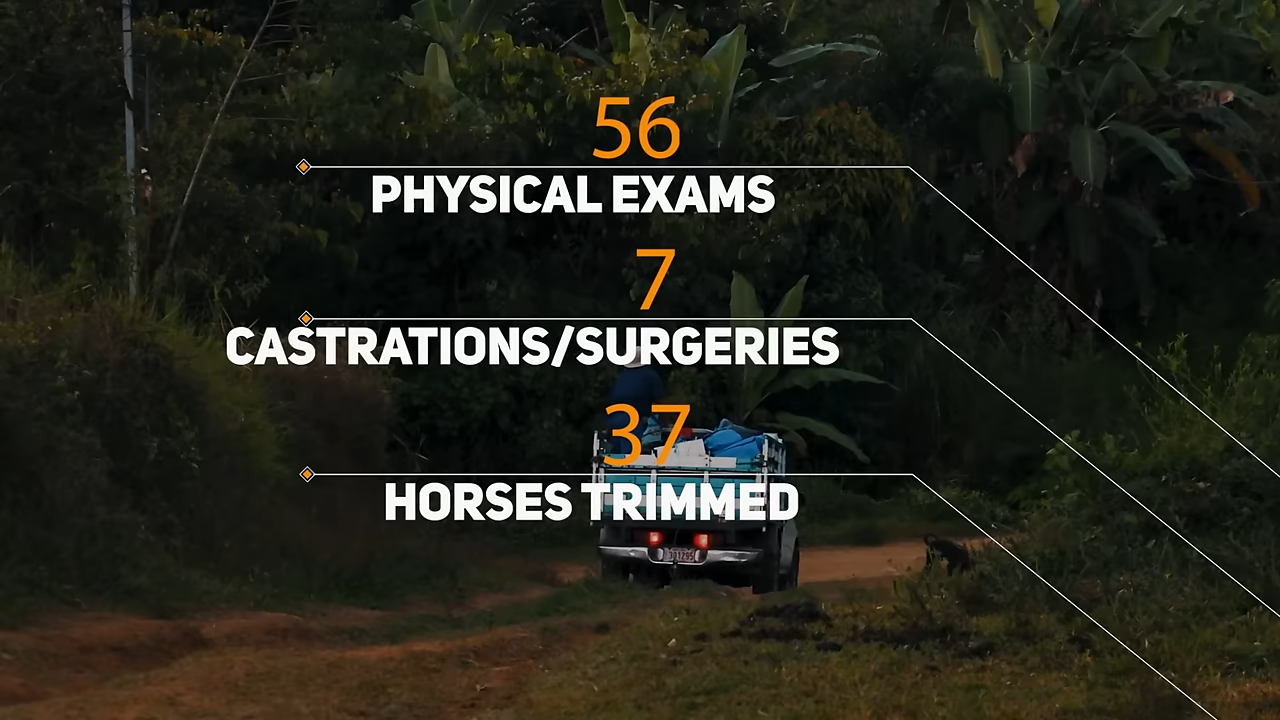 56
PHYSICAL EXAMS
7
CASTRATIONS/SURGERIES
37
HORSES TRIMMED